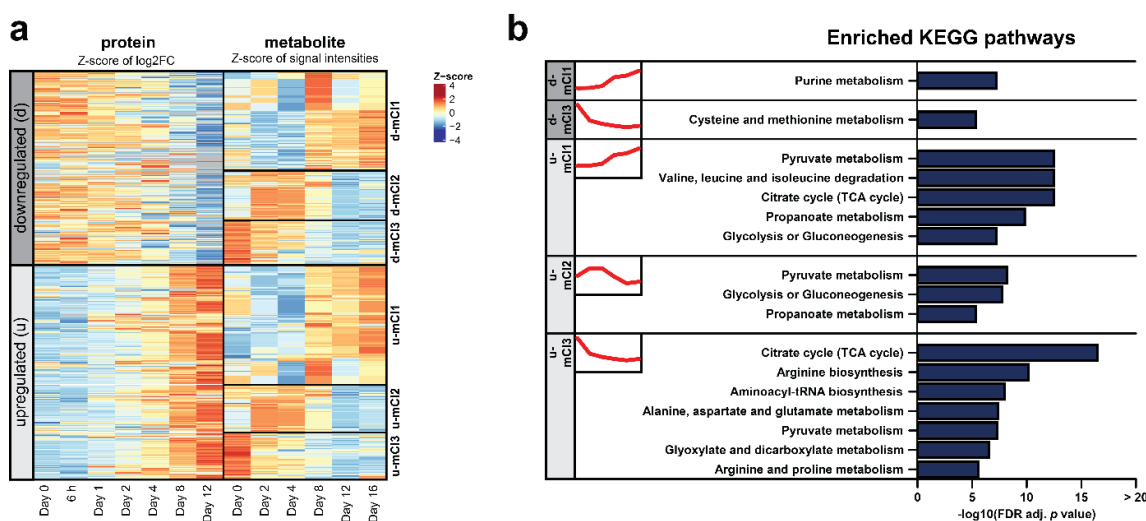 a
protein
Z-score of log2FC
metabolite
Z-score of signal intensities
Z-score
4
2
0
−2
−4
downregulated (d)
upregulated (u)
d-mCl1
d-mCl2
d-mCl3
u-mCl1
u-mCl2
u-mCl3
Day 0
6 h
Day 1
Day 2
Day 4
Day 8
Day 12
Day 0
Day 2
Day 4
Day 8
Day 12
Day 16
b
Enriched KEGG pathways
d-
mCl1
Purine metabolism
d-
mCl3
Cysteine and methionine metabolism
u-
mCl1
Pyruvate metabolism
Valine, leucine and isoleucine degradation
Citrate cycle (TCA cycle)
Propanoate metabolism
Glycolysis or Gluconeogenesis
u-
mCl2
Pyruvate metabolism
Glycolysis or Gluconeogenesis
Propanoate metabolism
u-
mCl3
Citrate cycle (TCA cycle)
Arginine biosynthesis
Aminoacyl-tRNA biosynthesis
Alanine, aspartate and glutamate metabolism
Pyruvate metabolism
Glyoxylate and dicarboxylate metabolism
Arginine and proline metabolism
0
5
10
15
> 20
-log10(FDR adj. p value)